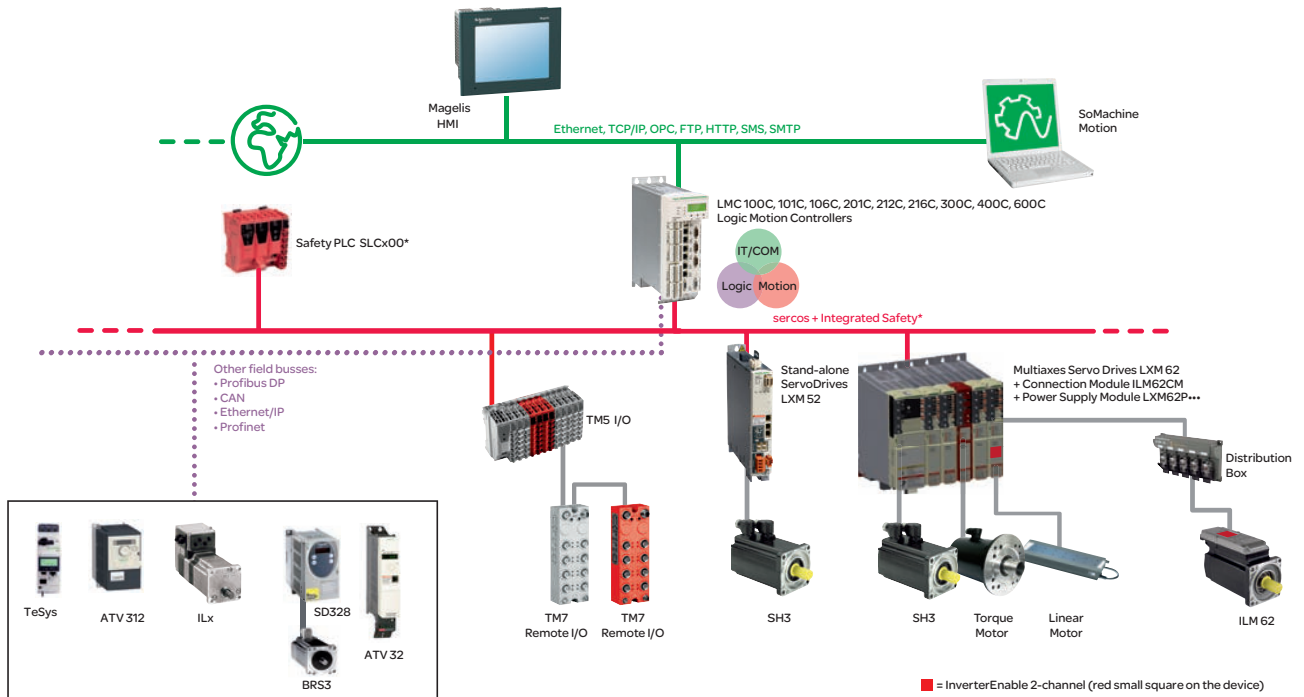 Magelis
HMI
Ethernet, TCP/IP, OPC, FTP, HTTP, SMS, SMTP
SoMachine
Motion
LMC 100C, 101C, 106C, 201C, 212C, 216C, 300C, 400C, 600C
Logic Motion Controllers
Safety PLC SLCx00*
IT/COM
Logic
Motion
sercos + Integrated Safety*
Other field busses:
• Profibus DP
• CAN
• Ethernet/IP
• Profinet
TM5 I/O
Stand-alone
ServoDrives
LXM 52
Multiaxes Servo Drives LXM 62
+ Connection Module ILM62CM
+ Power Supply Module LXM62P•••
Distribution
Box
TeSys
ATV 312
ILx
SD328
BRS3
ATV 32
TM7
Remote I/O
TM7
Remote I/O
SH3
SH3
Torque
Motor
Linear
Motor
ILM 62
= InverterEnable 2-channel (red small square on the device)